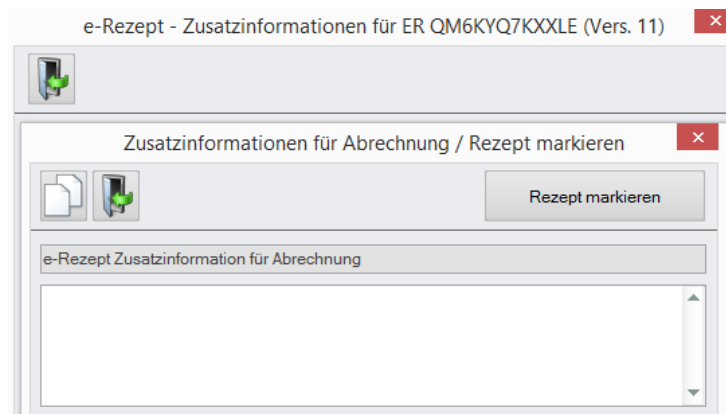 e-Rezept - Zusatzinformationen für ER QM6KYQ7KXXLE (Vers. 11)
Zusatzinformationen für Abrechnung / Rezept markieren
Rezept markieren
e-Rezept Zusatzinformation für Abrechnung